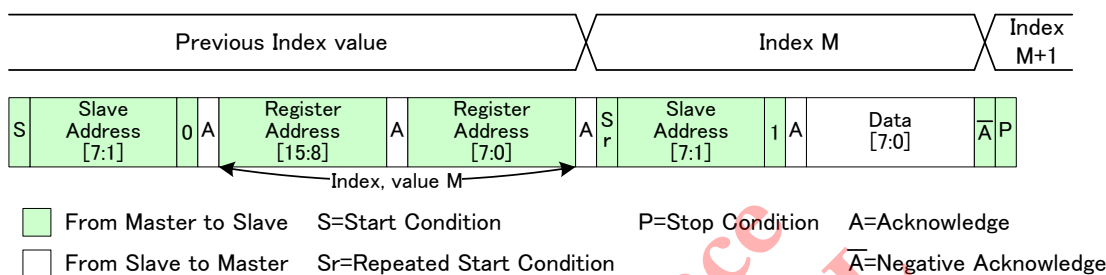 Previous Index value
Index M
Index
M+1
S
Slave
Address
[7:1]
0
A
Register
Address
[15:8]
A
Register
Address
[7:0]
A
S
r
Slave
Address
[7:1]
1
A
Data
[7:0]
A̅
P
Index, value M
From Master to Slave
S=Start Condition
P=Stop Condition
A=Acknowledge
From Slave to Master
Sr=Repeated Start Condition
A̅=Negative Acknowledge